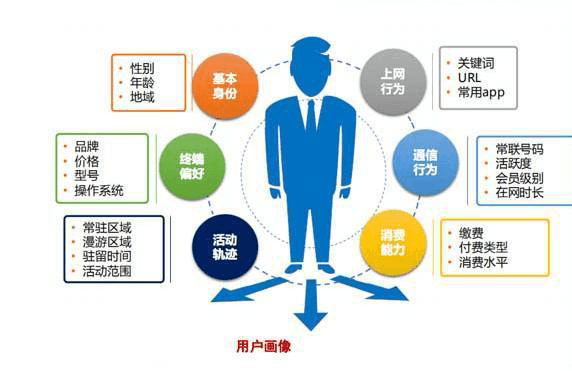 性别
年龄
地域
基本
身份
上网
行为
关键词
URL
常用app
品牌
价格
型号
操作系统
终端
偏好
通信
行为
常联号码
活跃度
会员级别
在网时长
常驻区域
漫游区域
驻留时间
活动范围
活动
轨迹
消费
能力
缴费
付费类型
消费水平
用户画像